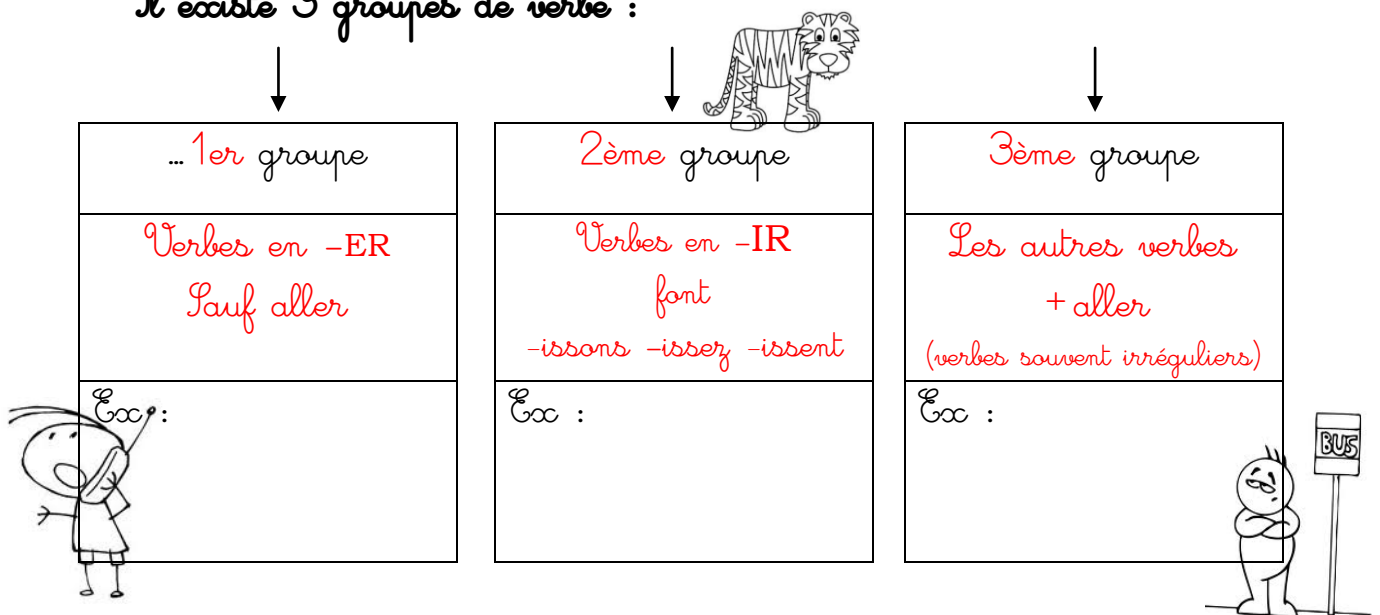 Il existe 3 groupes de verbe :
... 1er groupe
Verbes en -ER
Sauf aller
Ex :
2ème groupe
Verbes en -IR
font
-issons -issez -issent
Ex :
3ème groupe
Les autres verbes
+ aller
(verbes souvent irréguliers)
Ex :
BUS